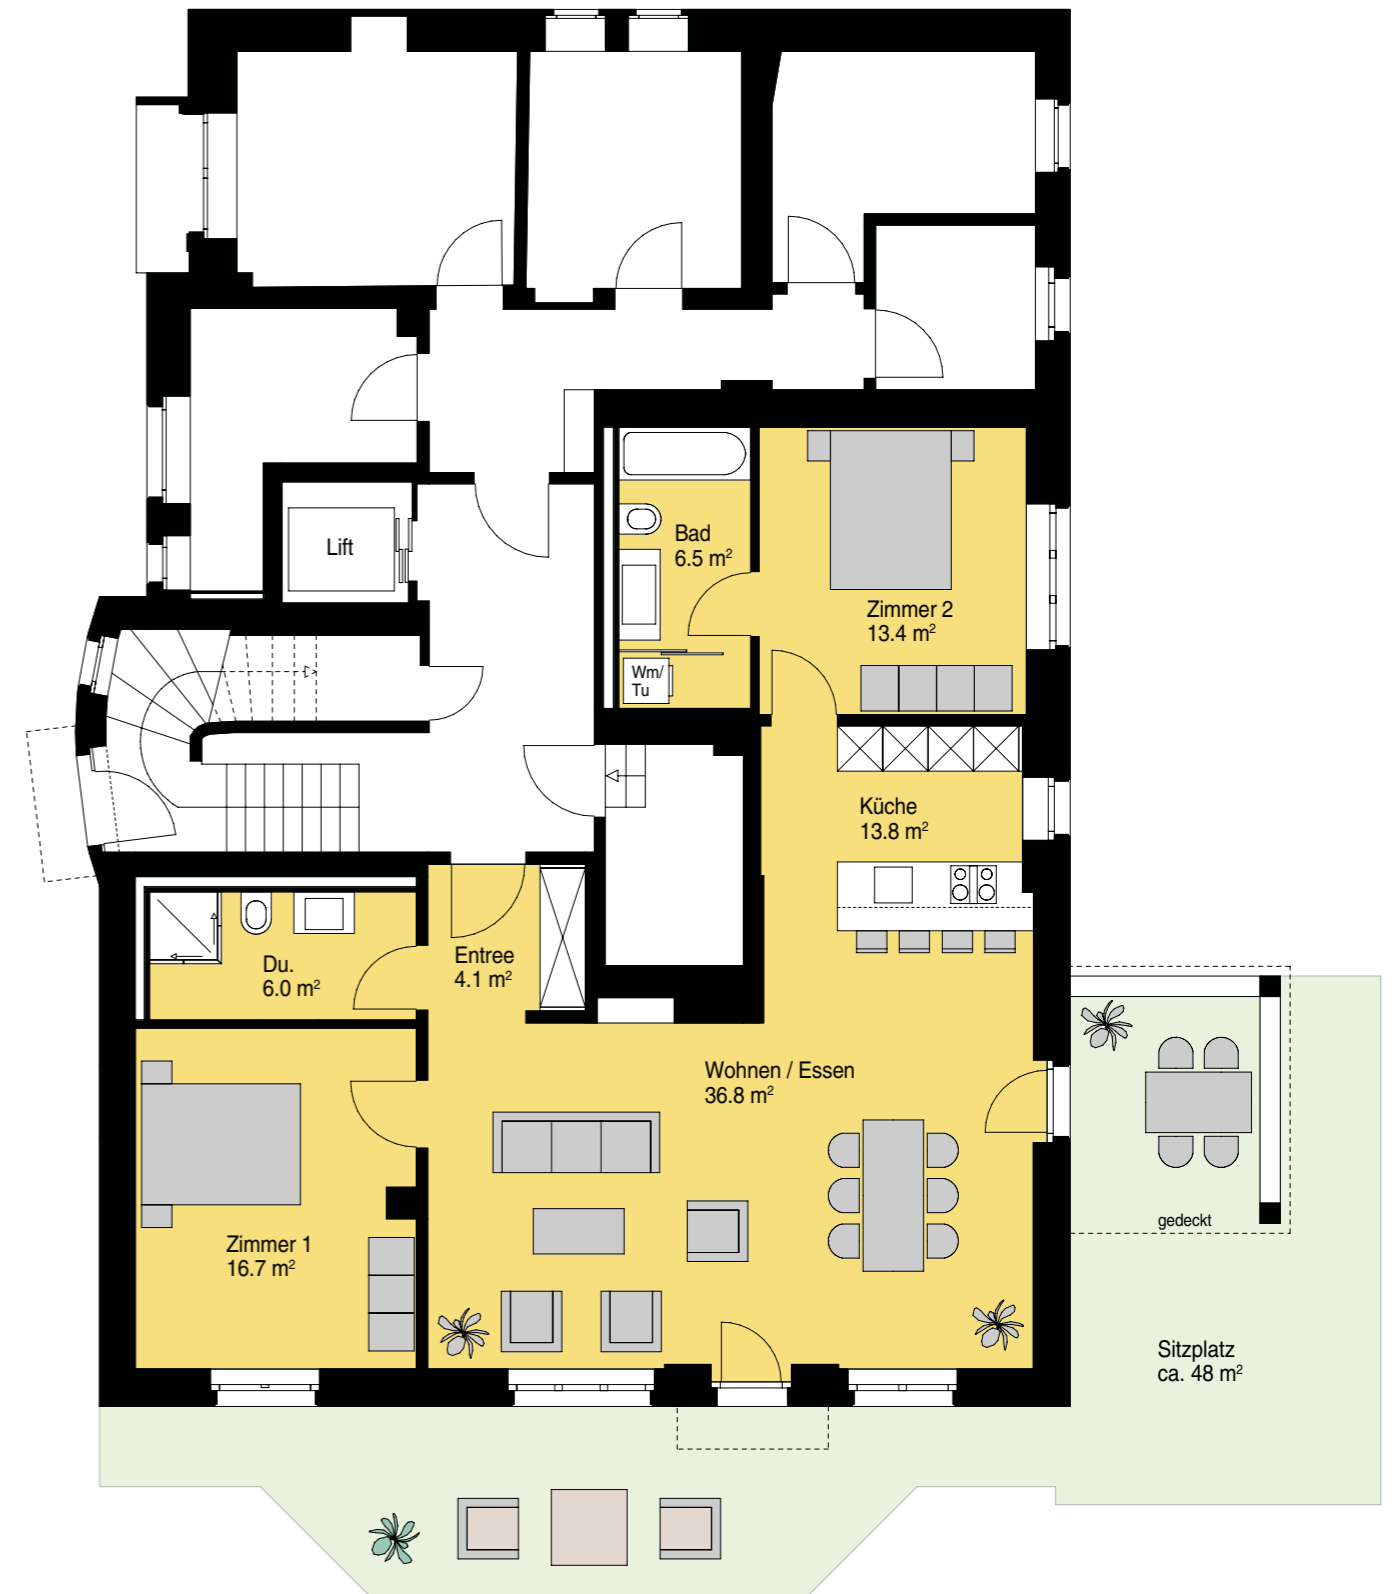 Lift
Bad
6.5 m²
Zimmer 2
13.4 m²
Wm/
Tu
Küche
13.8 m²
Entree
4.1 m²
Du.
6.0 m²
Wohnen / Essen
36.8 m²
gedeckt
Zimmer 1
16.7 m²
Sitzplatz
ca. 48 m²